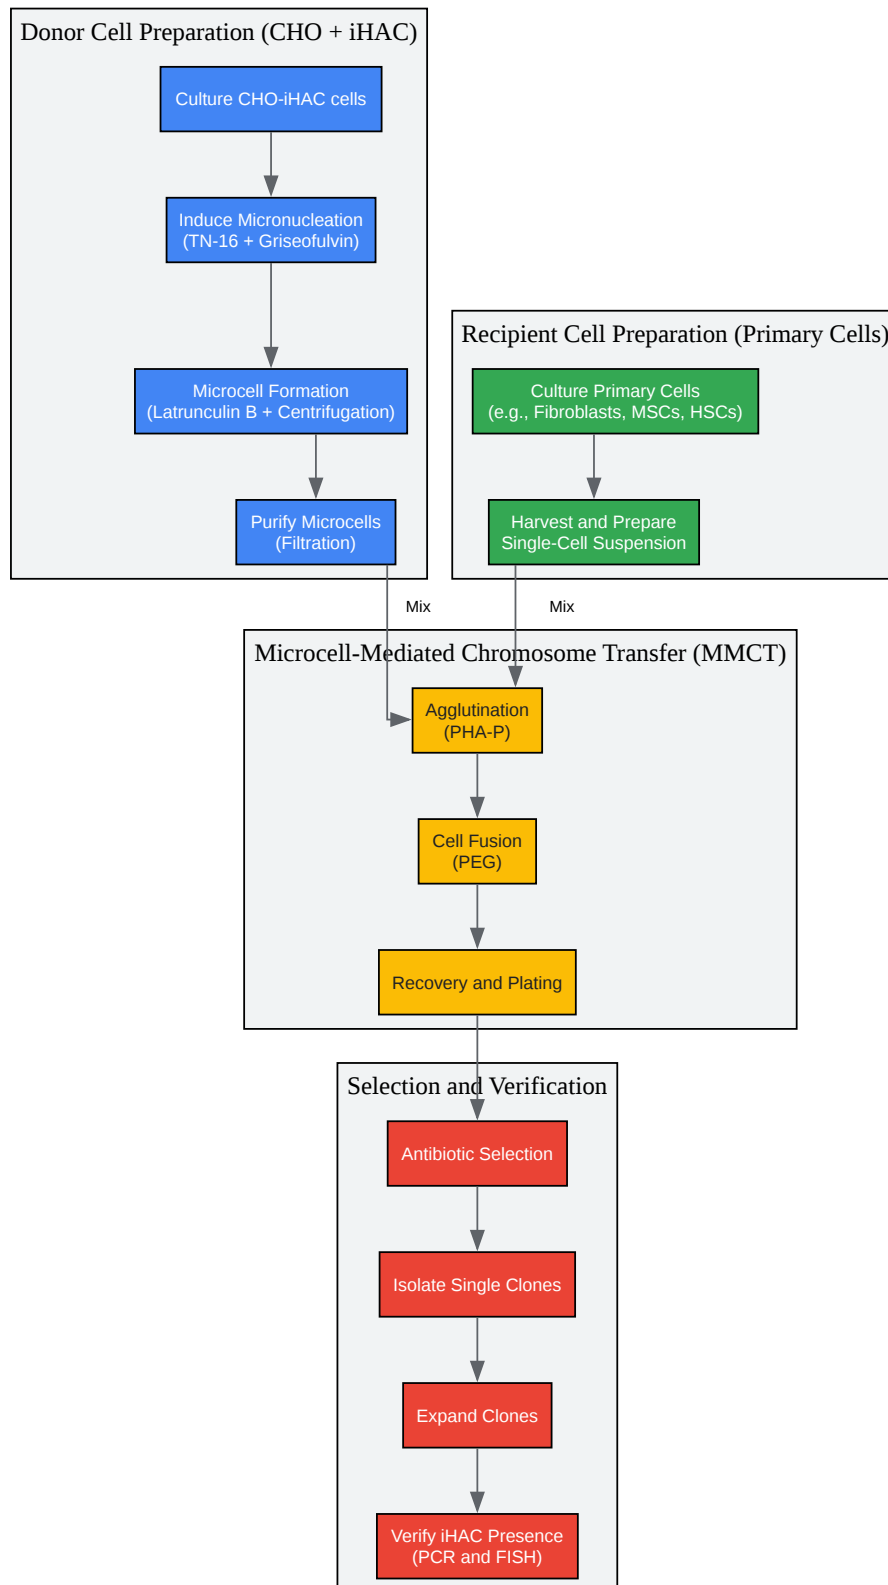 Donor Cell Preparation (CHO + iHAC)
Culture CHO-iHAC cells
Induce Micronucleation
(TN-16 + Griseofulvin)
Microcell Formation
(Latrunculin B + Centrifugation)
Purify Microcells
(Filtration)
Recipient Cell Preparation (Primary Cells)
Culture Primary Cells
(e.g., Fibroblasts, MSCs, HSCs)
Harvest and Prepare
Single-Cell Suspension
Mix
Mix
Microcell-Mediated Chromosome Transfer (MMCT)
Agglutination
(PHA-P)
Cell Fusion
(PEG)
Recovery and Plating
Selection and Verification
Antibiotic Selection
Isolate Single Clones
Expand Clones
Verify iHAC Presence
(PCR and FISH)